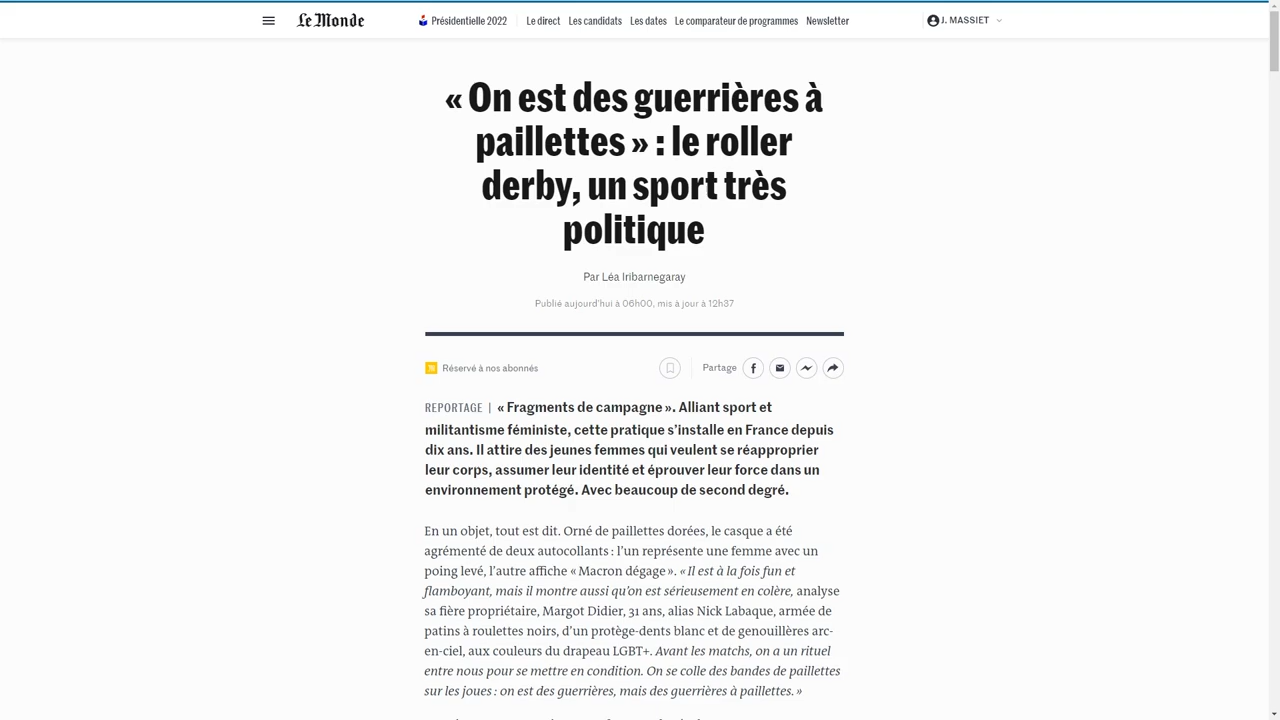 Le Monde
Présidentielle 2022 Le direct Les candidats Les dates Le comparateur de programmes Newsletter
J. MASSIET
« On est des guerrières à
paillettes » : le roller
derby, un sport très
politique
Par Léa Iribarnegaray
Publié aujourd'hui à 06h00, mis à jour à 12h37
Réservé à nos abonnés
Partage
REPORTAGE | « Fragments de campagne ». Alliant sport et
militantisme féministe, cette pratique s'installe en France depuis
dix ans. Il attire des jeunes femmes qui veulent se réapproprier
leur corps, assumer leur identité et éprouver leur force dans un
environnement protégé. Avec beaucoup de second degré.
En un objet, tout est dit. Orné de paillettes dorées, le casque a été
agrémenté de deux autocollants : l'un représente une femme avec un
poing levé, l'autre affiche « Macron dégage ». « Il est à la fois fun et
flamboyant, mais il montre aussi qu'on est sérieusement en colère, analyse
sa fière propriétaire, Margot Didier, 31 ans, alias Nick Labaque, armée de
patins à roulettes noirs, d'un protège-dents blanc et de genouillères arc-
en-ciel, aux couleurs du drapeau LGBT+. Avant les matchs, on a un rituel
entre nous pour se mettre en condition. On se colle des bandes de paillettes
sur les joues : on est des guerrières, mais des guerrières à paillettes. »